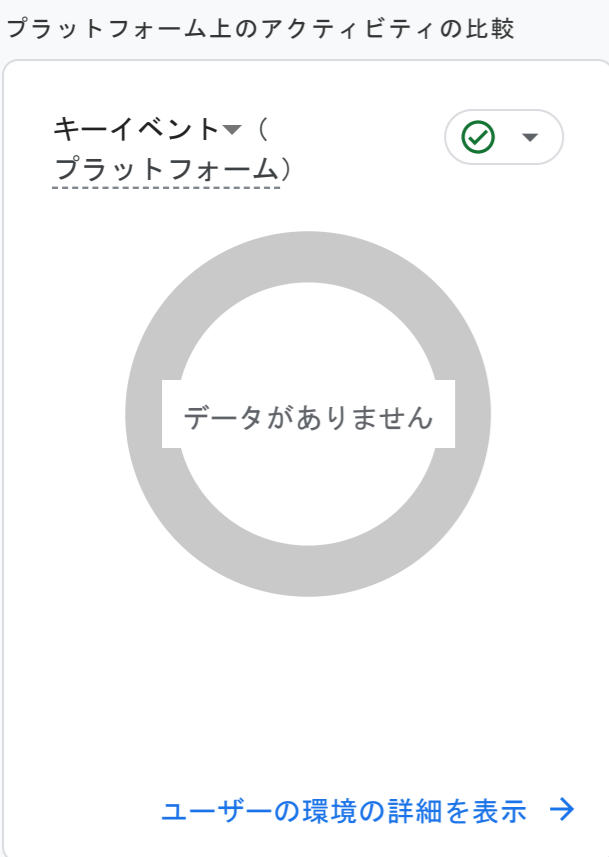 プラットフォーム上のアクティビティの比較
キーイベント（
プラットフォーム）
データがありません
ユーザーの環境の詳細を表示